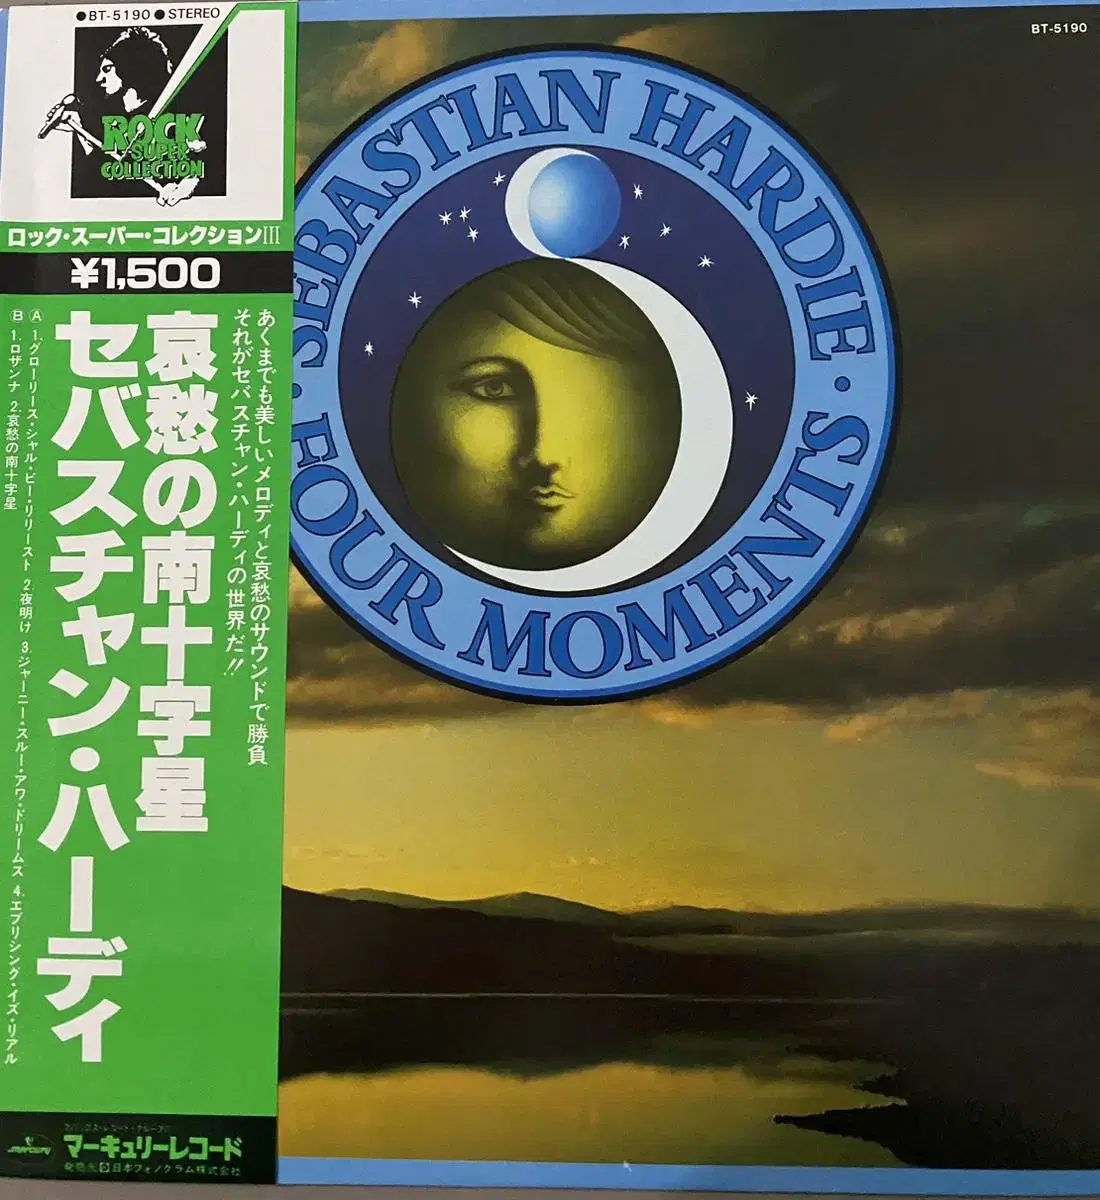 ●BT-5190●STEREO
ROCK
SUPER
COLLECTION
ロック・スーパー・コレクションIII
¥1,500
あくまでも美しいメロディと哀愁のサウンドで勝負
それがセバスチャン・ハーディの世界だ!!
哀愁の南十字星
セバスチャン・ハーディ
Ⓐ 1.グローリース・シャル・ビー・リリースト 2.夜明け 3.ジャーニー・スルー・アワ・ドリームス 4.エブリシング・イズ・リアル
Ⓑ 1.ロザンナ 2.哀愁の南十字星
マーキュリーレコード
発売元 日本フォノグラム株式会社
BT-5190
SEBASTIAN HARDIE
FOUR MOMENTS